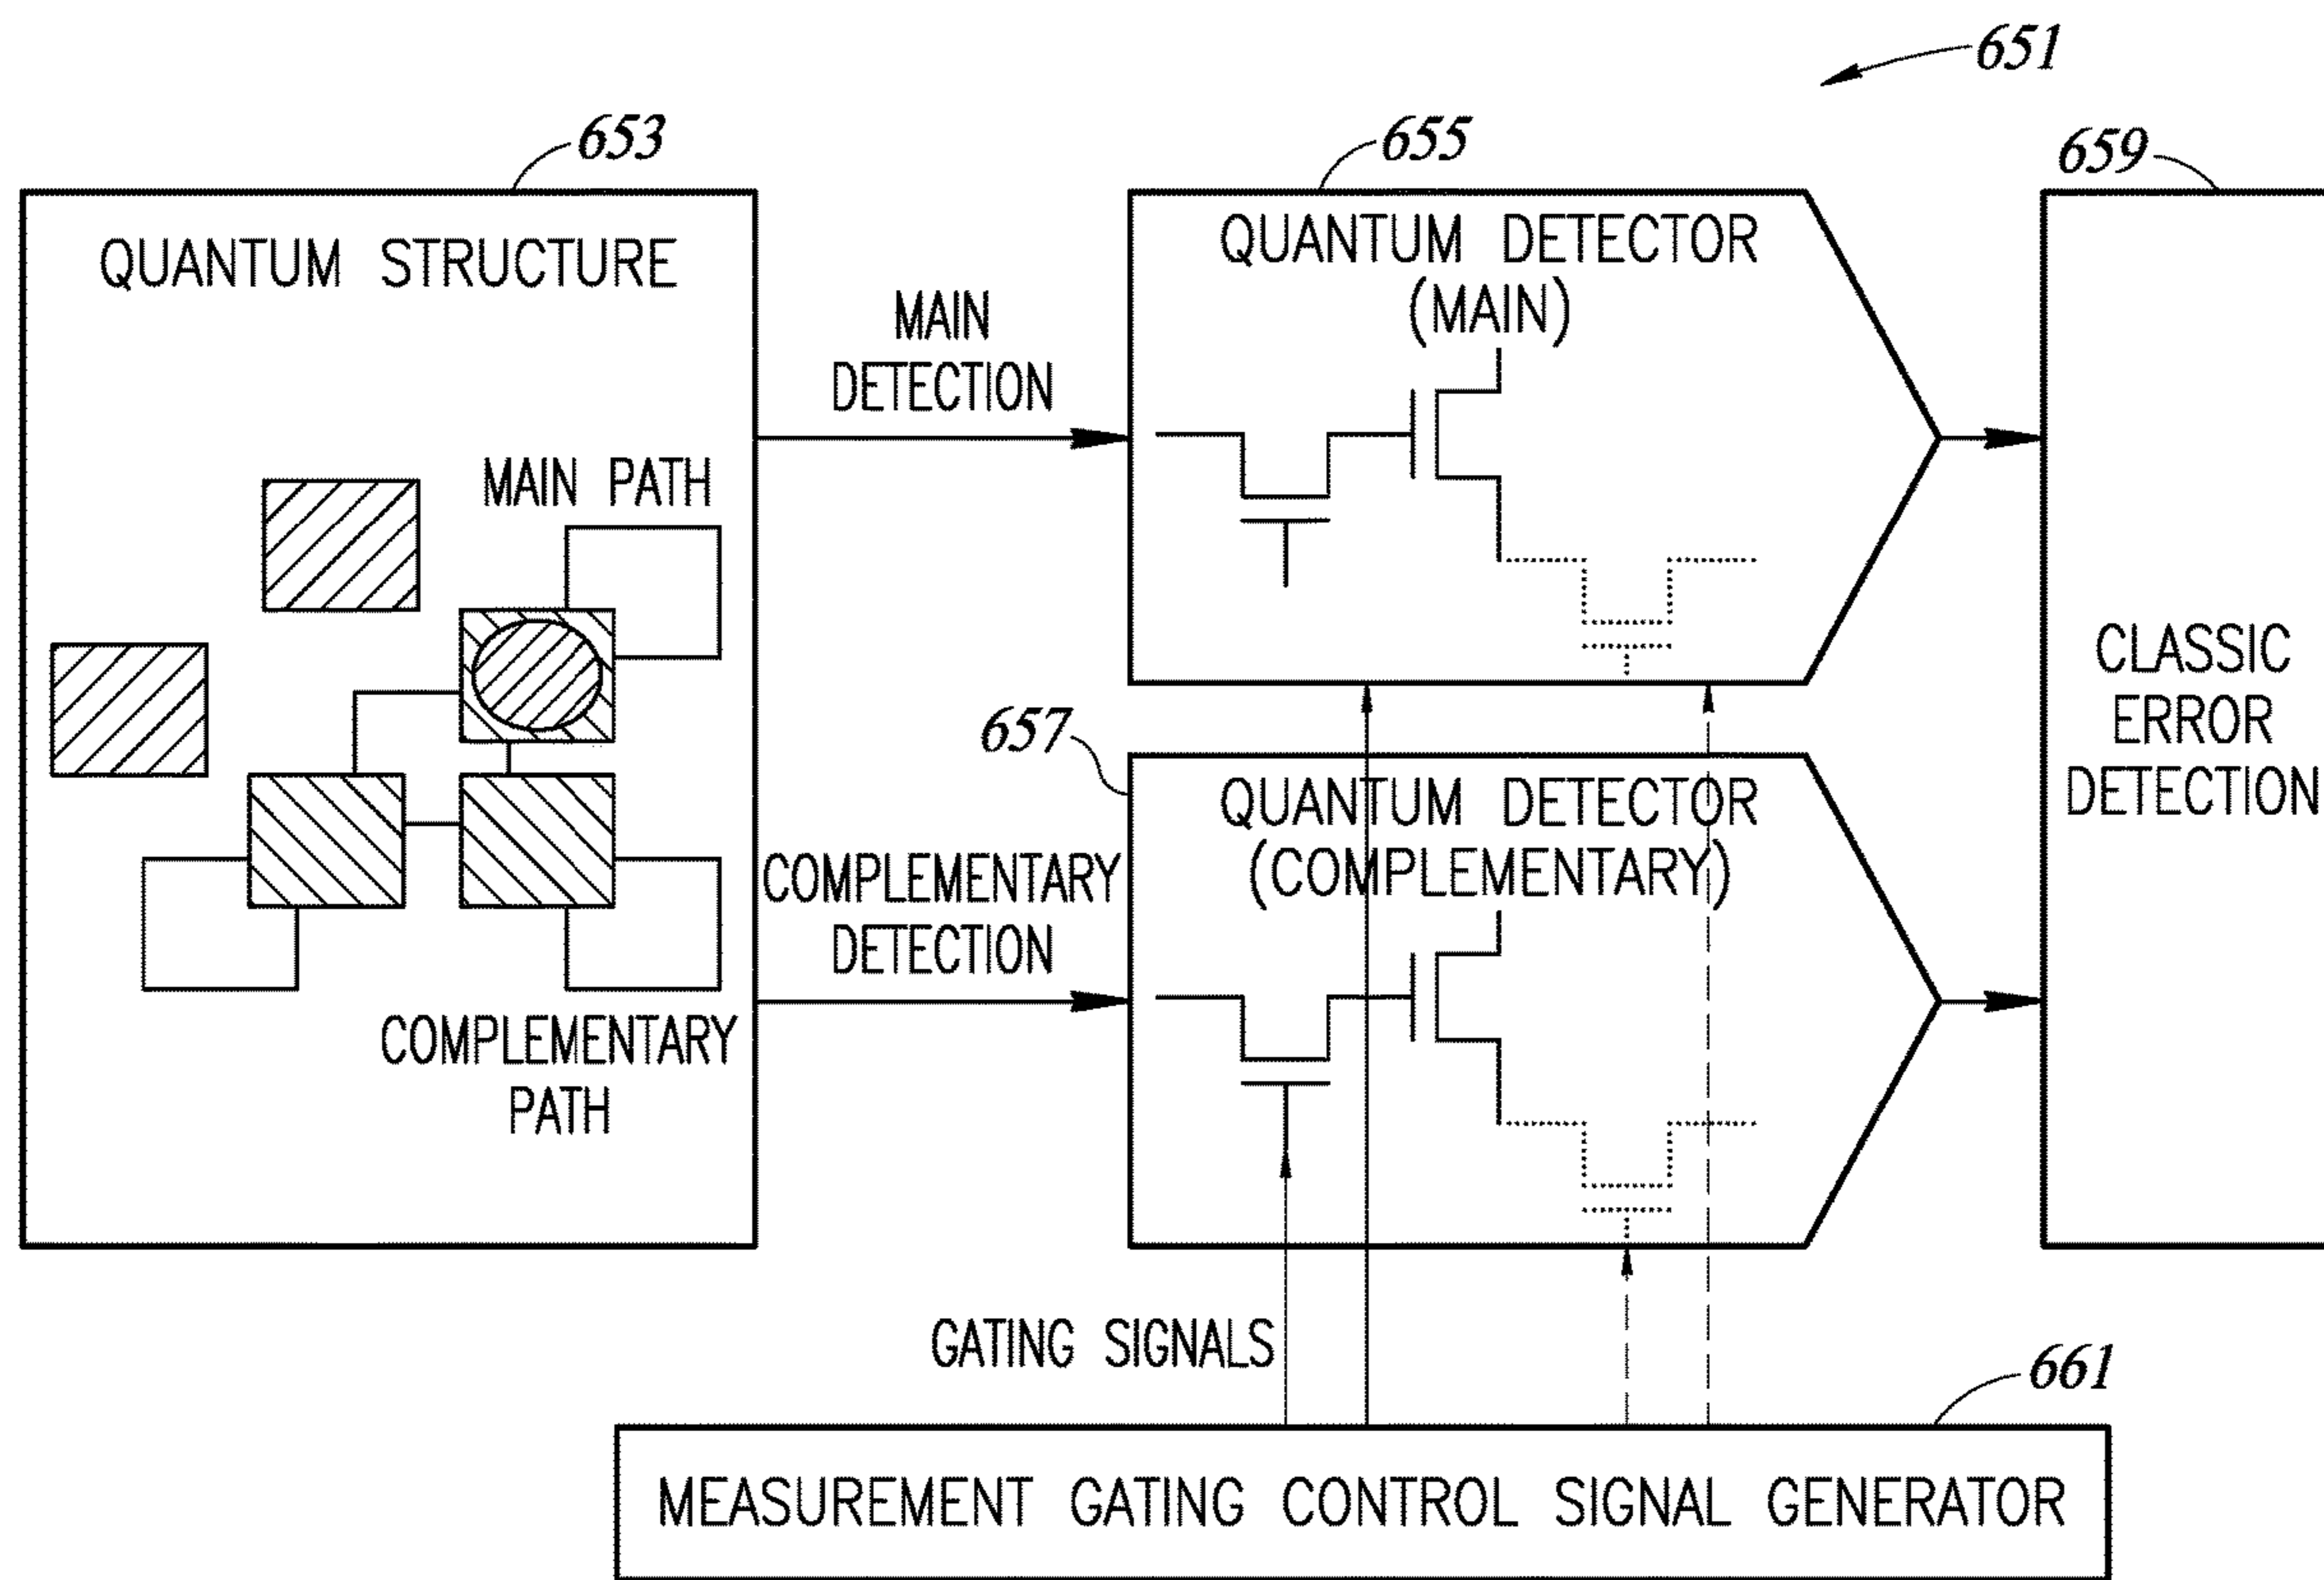 651
653
655
659
QUANTUM STRUCTURE
MAIN
DETECTION
QUANTUM DETECTOR
(MAIN)
MAIN PATH
CLASSIC
ERROR
DETECTION
657
COMPLEMENTARY
DETECTION
QUANTUM DETECTOR
(COMPLEMENTARY)
COMPLEMENTARY
PATH
GATING SIGNALS
661
MEASUREMENT GATING CONTROL SIGNAL GENERATOR